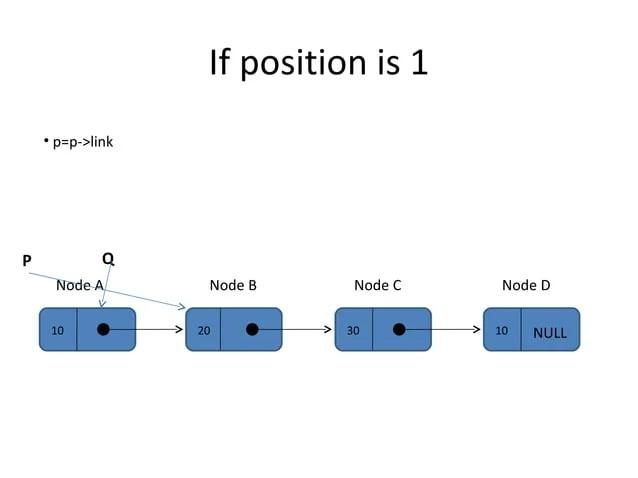 If position is 1
• p=p->link
P Q
Node A Node B Node C Node D
10 20 30 10 NULL